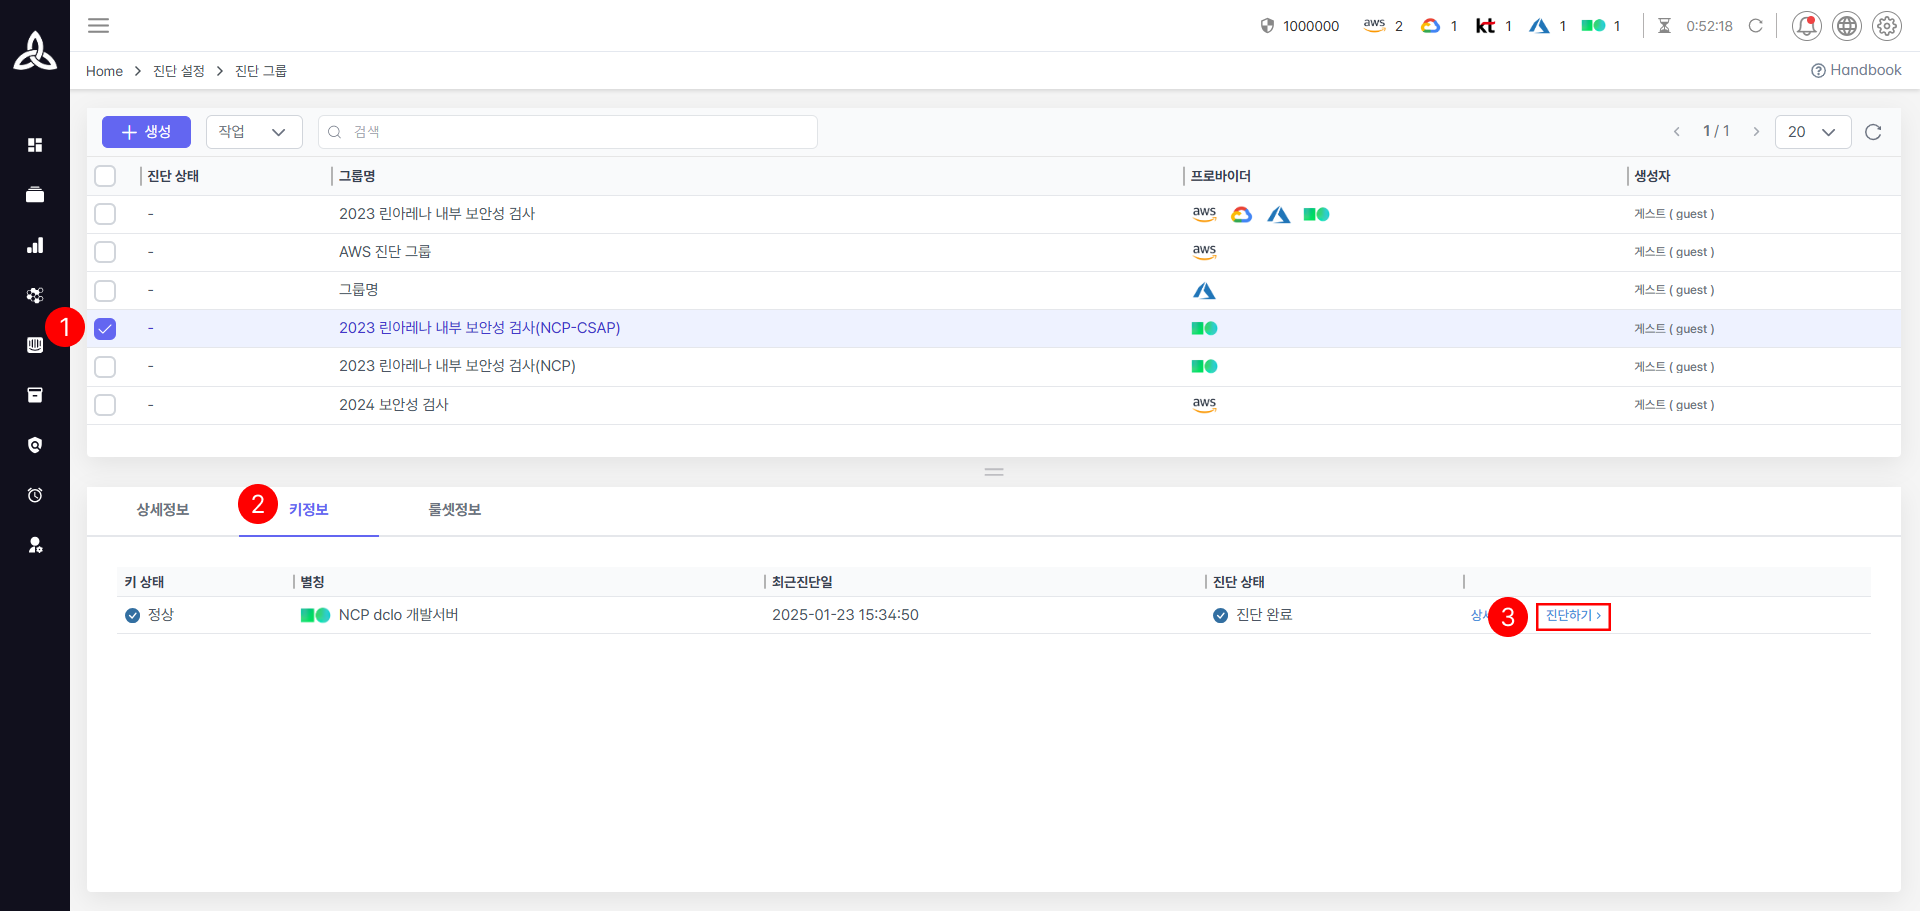 1000000 aws 2 1 kt 1 1 1 0:52:18
Home > 진단 설정 > 진단 그룹 Handbook
+ 생성 작업 검색 < 1 / 1 > 20
진단 상태 그룹명 프로바이더 생성자
- 2023 린아레나 내부 보안성 검사 aws 게스트 ( guest )
- AWS 진단 그룹 aws 게스트 ( guest )
- 그룹명 게스트 ( guest )
1 - 2023 린아레나 내부 보안성 검사(NCP-CSAP) 게스트 ( guest )
- 2023 린아레나 내부 보안성 검사(NCP) 게스트 ( guest )
- 2024 보안성 검사 aws 게스트 ( guest )
상세정보 2 키정보 룰셋정보
키 상태 별칭 최근진단일 진단 상태
정상 NCP dclo 개발서버 2025-01-23 15:34:50 진단 완료 3 진단하기 >